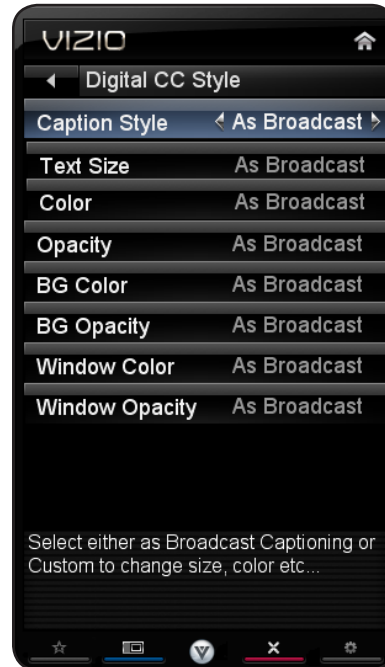 VIZIO
Digital CC Style
Caption Style As Broadcast
Text Size As Broadcast
Color As Broadcast
Opacity As Broadcast
BG Color As Broadcast
BG Opacity As Broadcast
Window Color As Broadcast
Window Opacity As Broadcast
Select either as Broadcast Captioning or
Custom to change size, color etc...
V